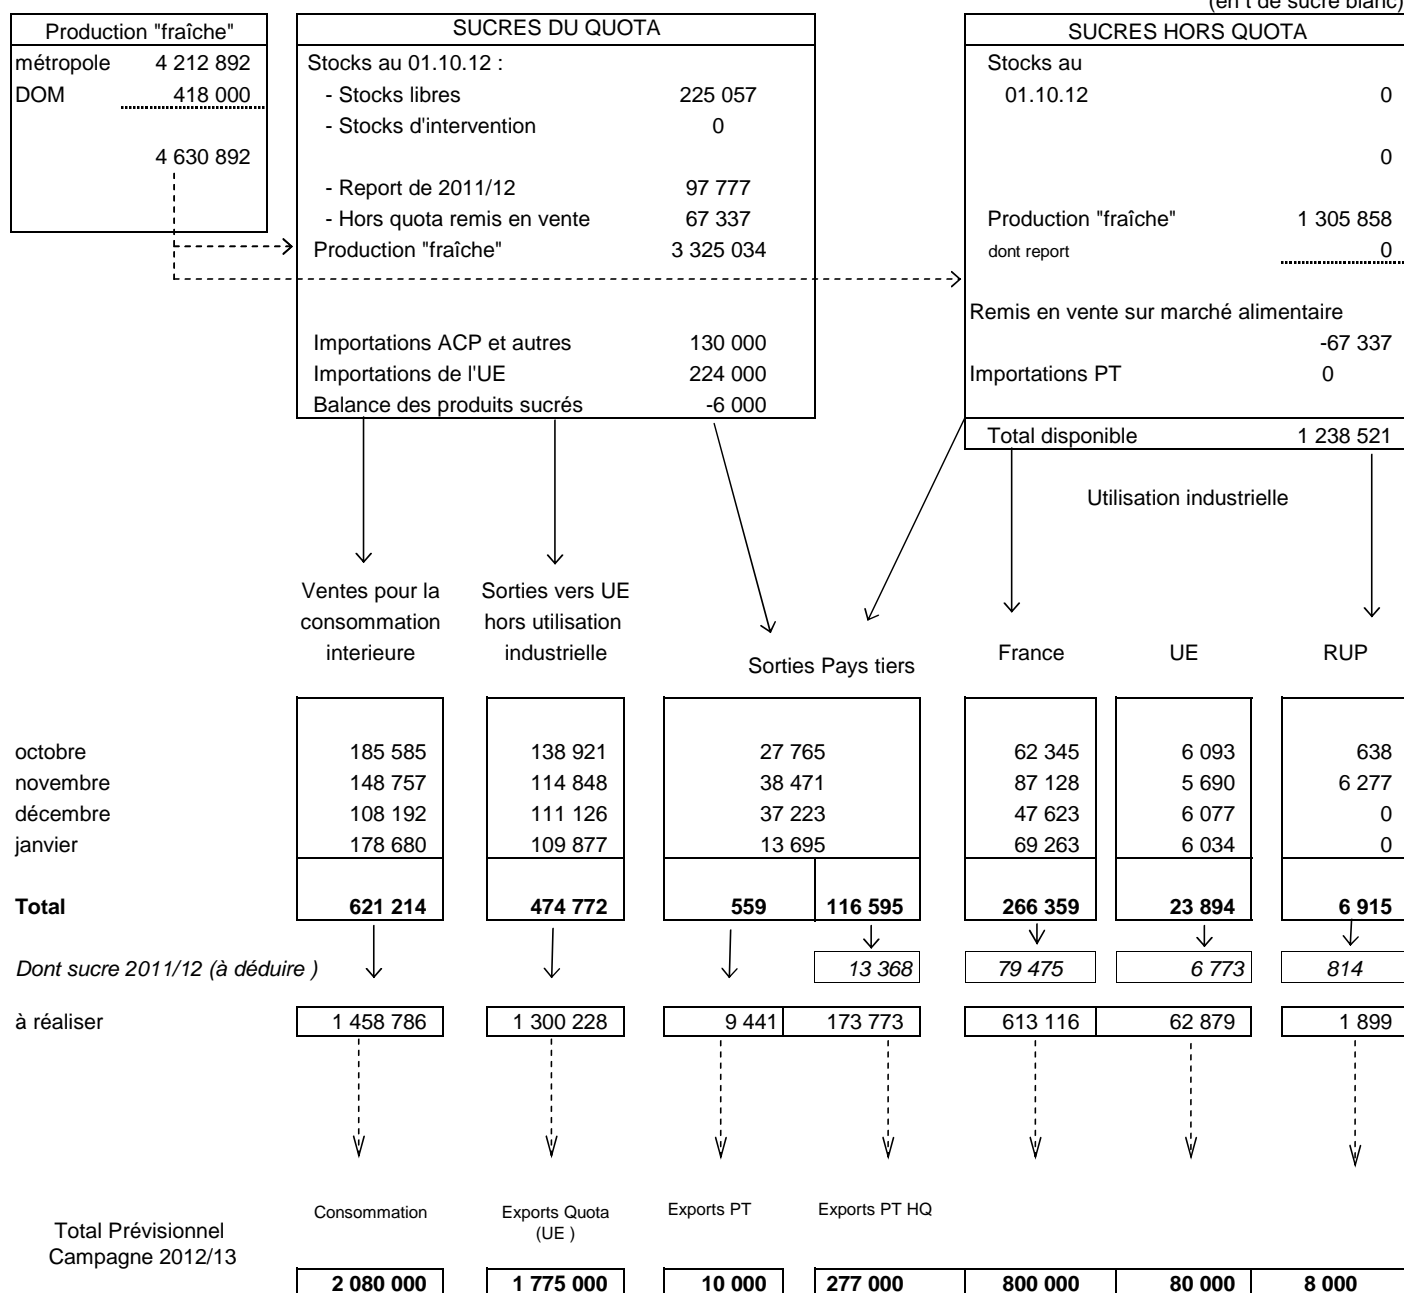 (en t de sucre blanc)
Production "fraîche"
métropole 4 212 892
DOM 418 000
4 630 892
SUCRES DU QUOTA
Stocks au 01.10.12 :
- Stocks libres 225 057
- Stocks d'intervention 0
- Report de 2011/12 97 777
- Hors quota remis en vente 67 337
Production "fraîche" 3 325 034
Importations ACP et autres 130 000
Importations de l'UE 224 000
Balance des produits sucrés -6 000
SUCRES HORS QUOTA
Stocks au
01.10.12 0
0
Production "fraîche" 1 305 858
dont report 0
Remis en vente sur marché alimentaire
-67 337
Importations PT 0
Total disponible 1 238 521
Utilisation industrielle
Ventes pour la
consommation
interieure
Sorties vers UE
hors utilisation
industrielle
Sorties Pays tiers
France
UE
RUP
octobre 185 585 138 921 27 765 62 345 6 093 638
novembre 148 757 114 848 38 471 87 128 5 690 6 277
décembre 108 192 111 126 37 223 47 623 6 077 0
janvier 178 680 109 877 13 695 69 263 6 034 0
Total 621 214 474 772 559 116 595 266 359 23 894 6 915
Dont sucre 2011/12 (à déduire ) 13 368 79 475 6 773 814
à réaliser 1 458 786 1 300 228 9 441 173 773 613 116 62 879 1 899
Total Prévisionnel
Campagne 2012/13
Consommation
Exports Quota
(UE )
Exports PT
Exports PT HQ
2 080 000 1 775 000 10 000 277 000 800 000 80 000 8 000